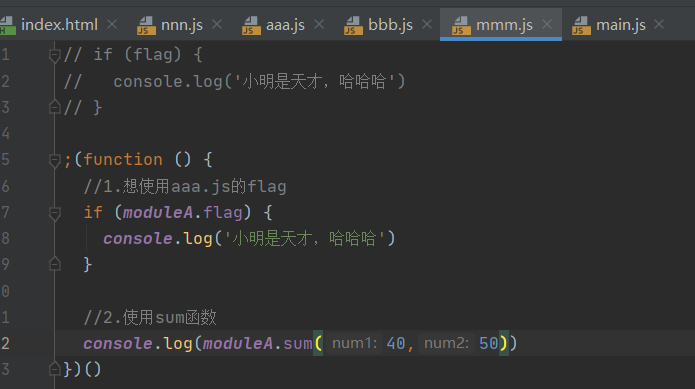 index.html nnn.js aaa.js bbb.js mmm.js main.js
1 // if (flag) {
2 //   console.log('小明是天才，哈哈哈')
3 // }
4
5 ;(function () {
6   //1.想使用aaa.js的flag
7   if (moduleA.flag) {
8     console.log('小明是天才，哈哈哈')
9   }
0
1   //2.使用sum函数
2   console.log(moduleA.sum( num1: 40, num2: 50))
3 })()